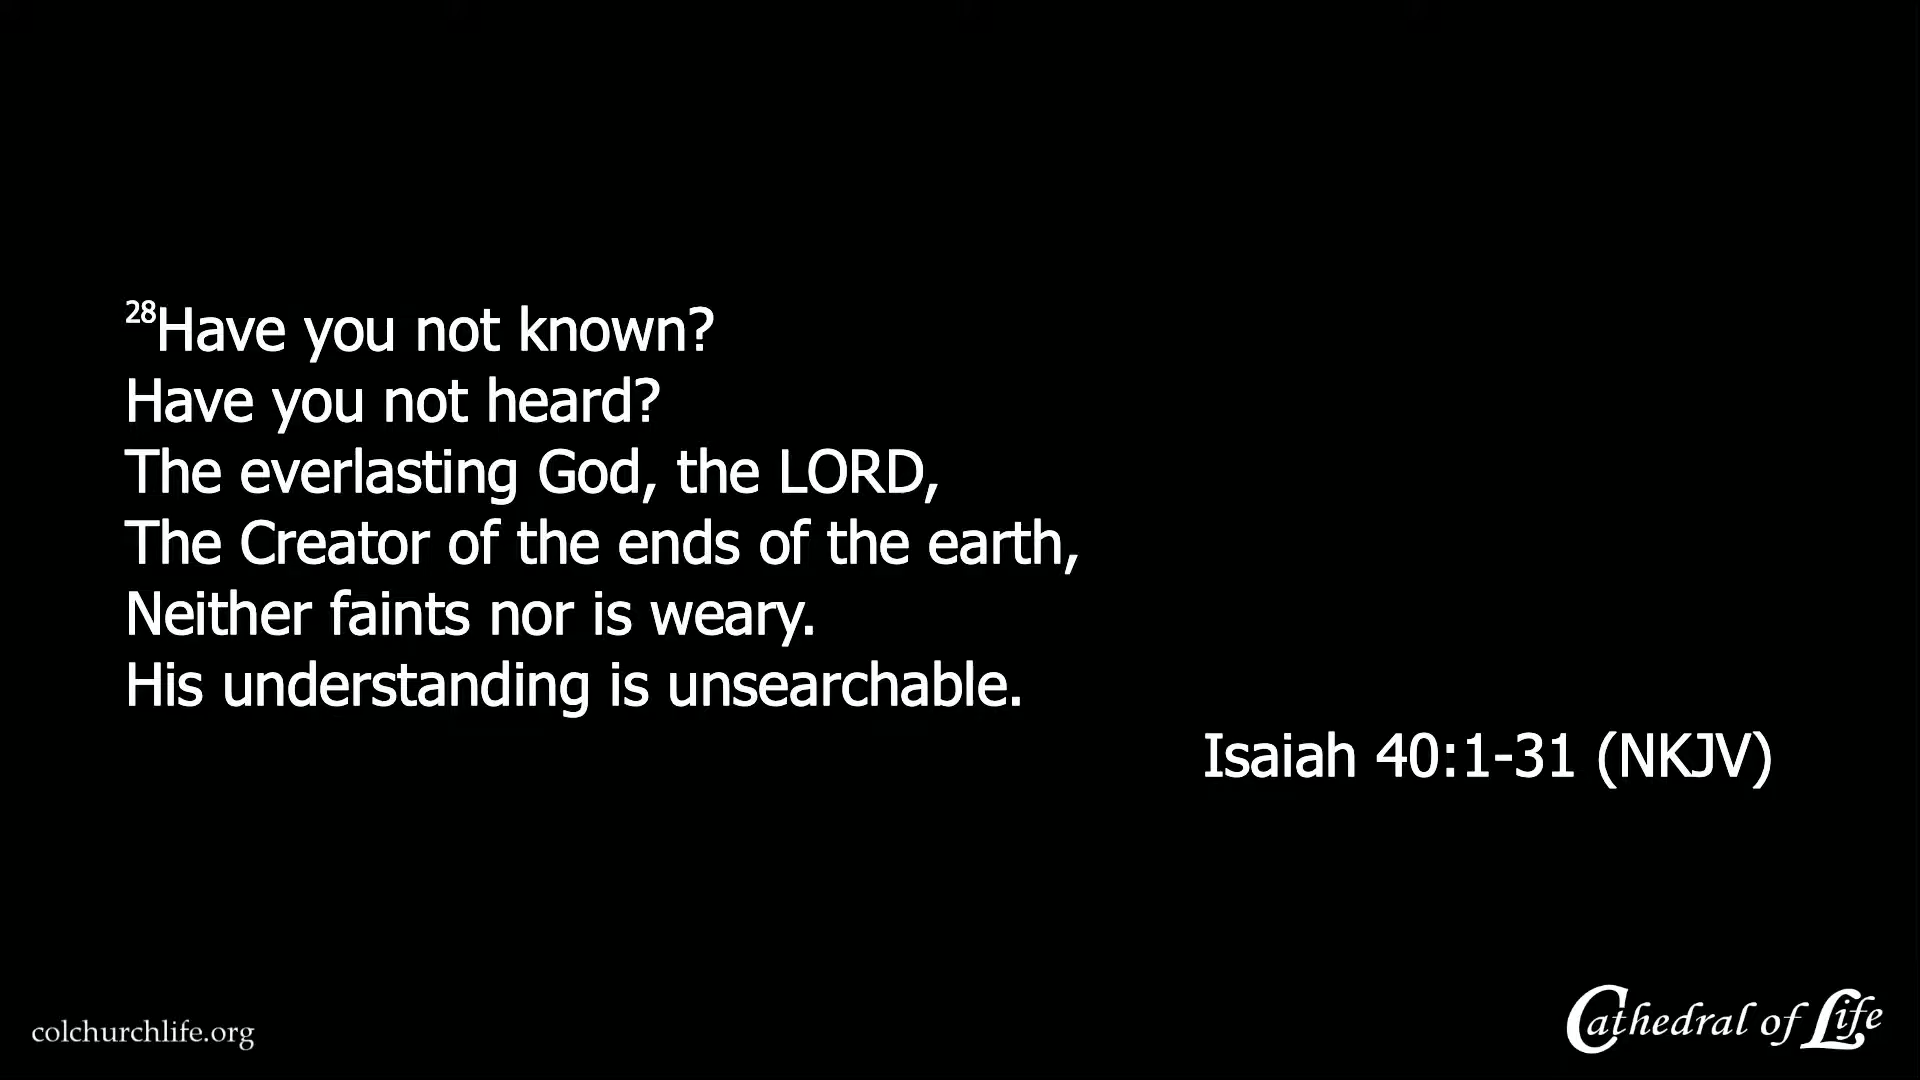 28Have you not known?
Have you not heard?
The everlasting God, the LORD,
The Creator of the ends of the earth,
Neither faints nor is weary.
His understanding is unsearchable.
Isaiah 40:1-31 (NKJV)
colchurchlife.org
Cathedral of Life